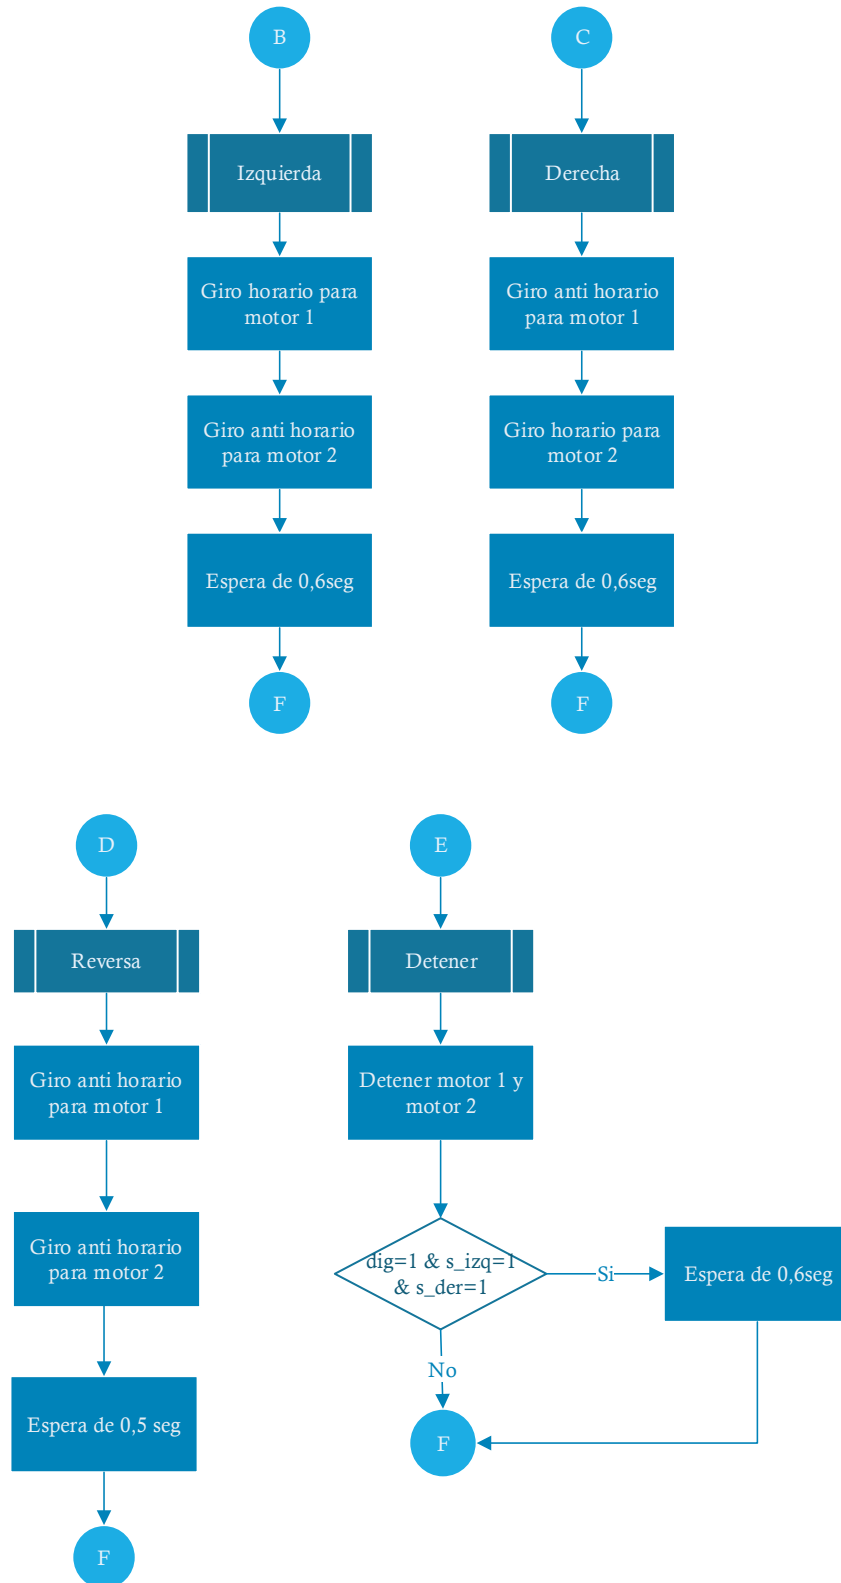 B
Izquierda
Giro horario para
motor 1
Giro anti horario
para motor 2
Espera de 0,6seg
F
C
Derecha
Giro anti horario
para motor 1
Giro horario para
motor 2
Espera de 0,6seg
F
D
Reversa
Giro anti horario
para motor 1
Giro anti horario
para motor 2
Espera de 0,5 seg
F
E
Detener
Detener motor 1 y
motor 2
dig=1 & s_izq=1
& s_der=1
Si
Espera de 0,6seg
No
F